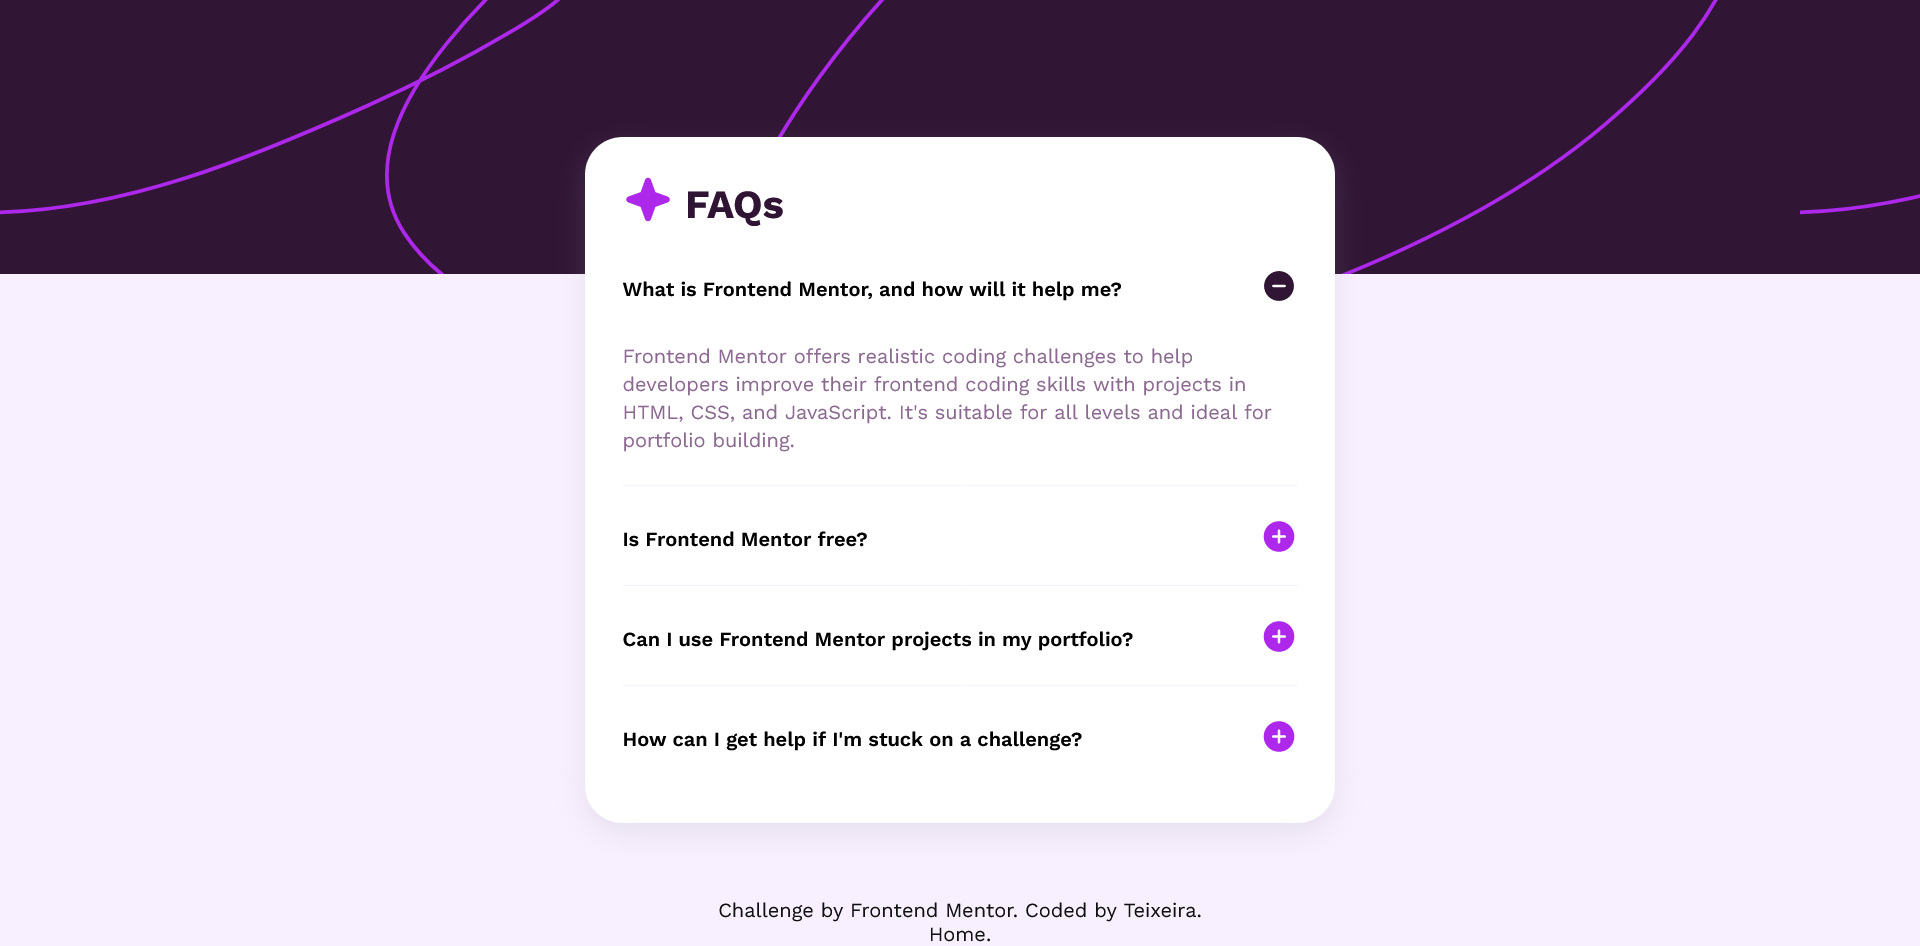 FAQs
What is Frontend Mentor, and how will it help me?
Frontend Mentor offers realistic coding challenges to help
developers improve their frontend coding skills with projects in
HTML, CSS, and JavaScript. It's suitable for all levels and ideal for
portfolio building.
Is Frontend Mentor free?
Can I use Frontend Mentor projects in my portfolio?
How can I get help if I'm stuck on a challenge?
Challenge by Frontend Mentor. Coded by Teixeira.
Home.